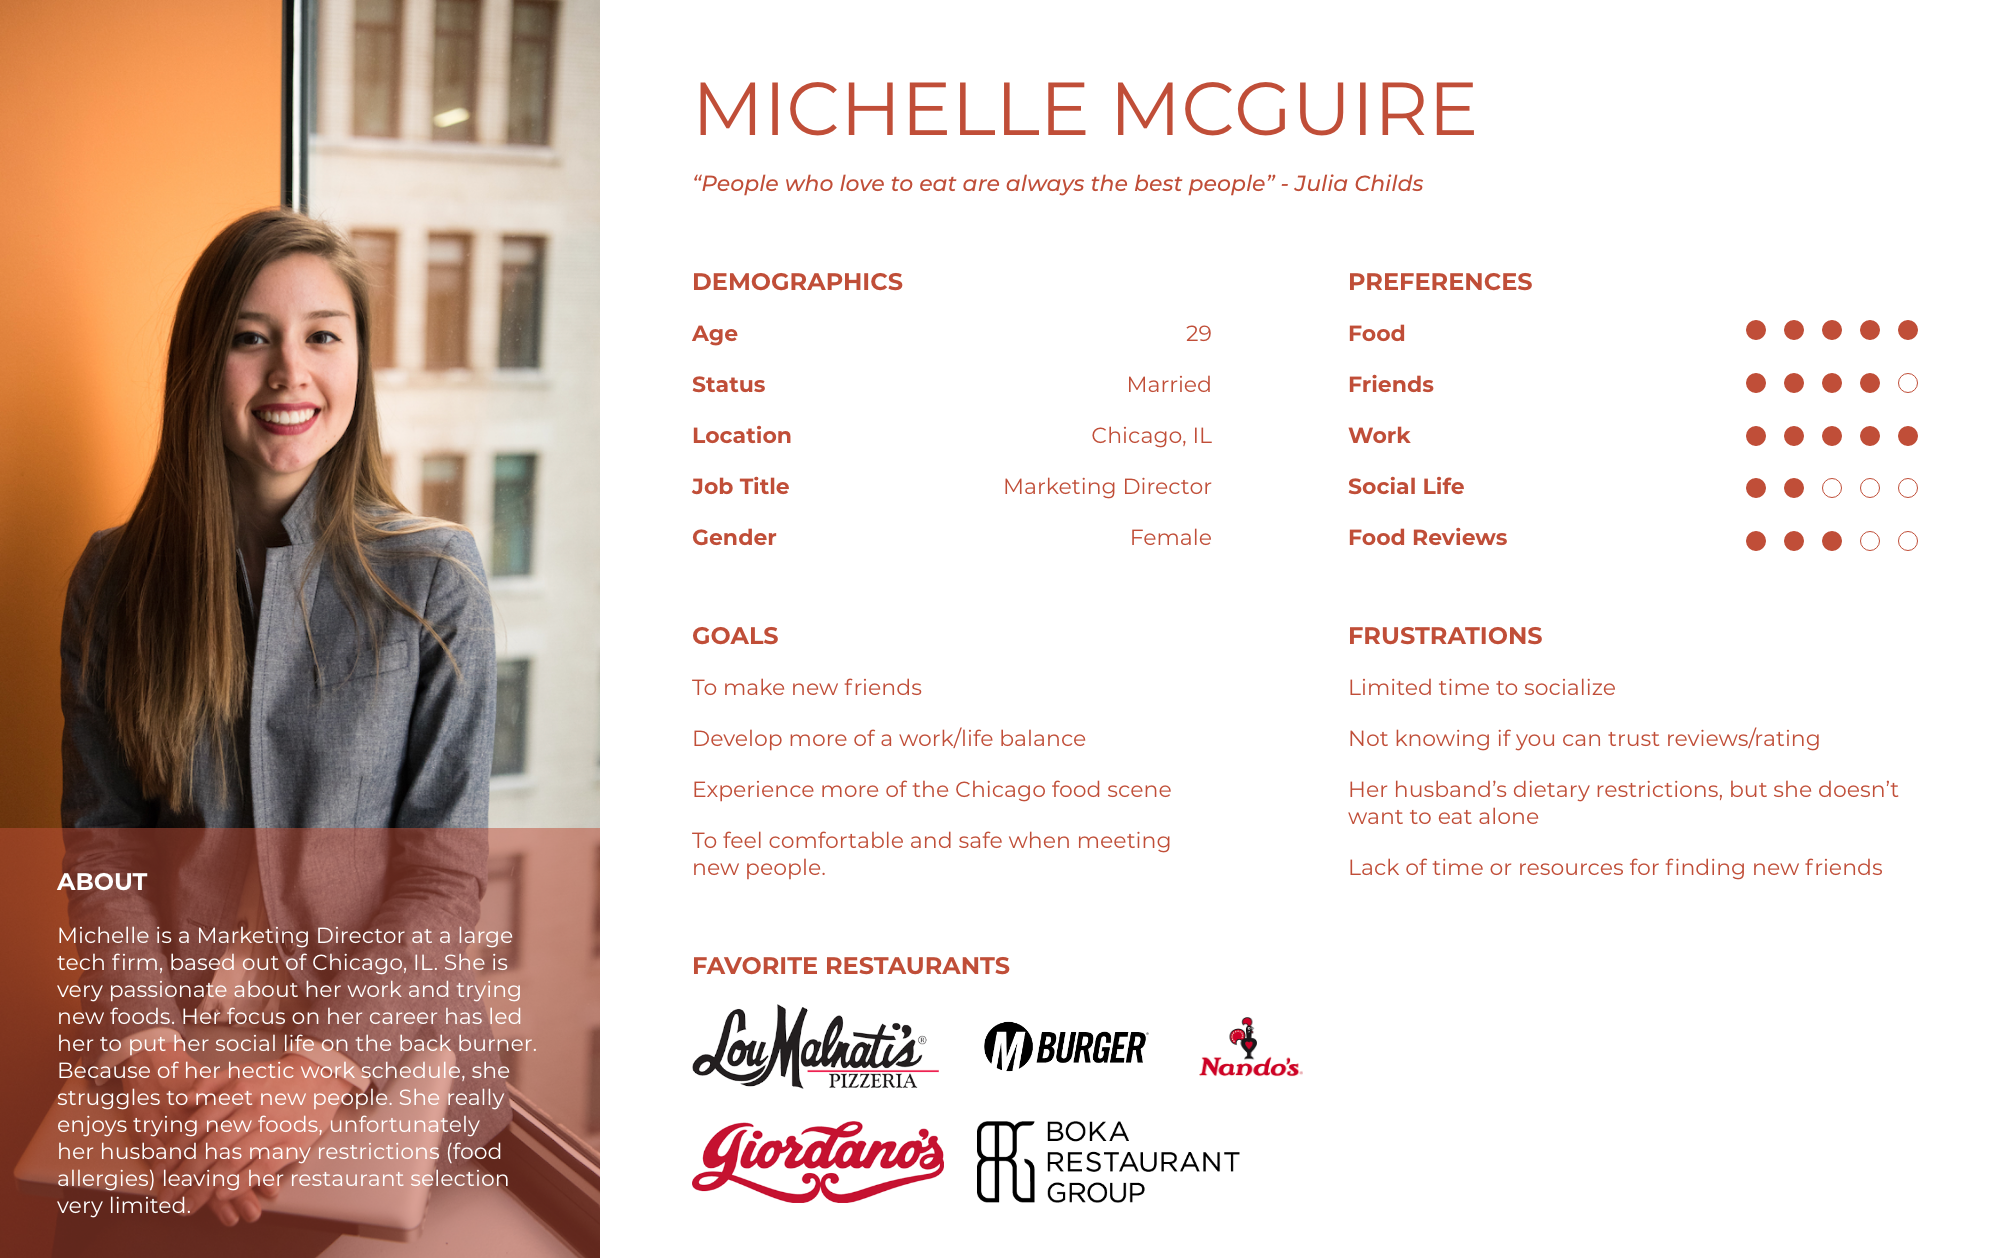 MICHELLE MCGUIRE
“People who love to eat are always the best people” - Julia Childs
DEMOGRAPHICS
Age 29
Status Married
Location Chicago, IL
Job Title Marketing Director
Gender Female
PREFERENCES
Food
Friends
Work
Social Life
Food Reviews
GOALS
To make new friends
Develop more of a work/life balance
Experience more of the Chicago food scene
To feel comfortable and safe when meeting
new people.
FRUSTRATIONS
Limited time to socialize
Not knowing if you can trust reviews/rating
Her husband’s dietary restrictions, but she doesn’t
want to eat alone
Lack of time or resources for finding new friends
ABOUT
Michelle is a Marketing Director at a large
tech firm, based out of Chicago, IL. She is
very passionate about her work and trying
new foods. Her focus on her career has led
her to put her social life on the back burner.
Because of her hectic work schedule, she
struggles to meet new people. She really
enjoys trying new foods, unfortunately
her husband has many restrictions (food
allergies) leaving her restaurant selection
very limited.
FAVORITE RESTAURANTS
Lou Malnati's®
PIZZERIA
M BURGER
Nando's
Giordano's
BR
BOKA
RESTAURANT
GROUP